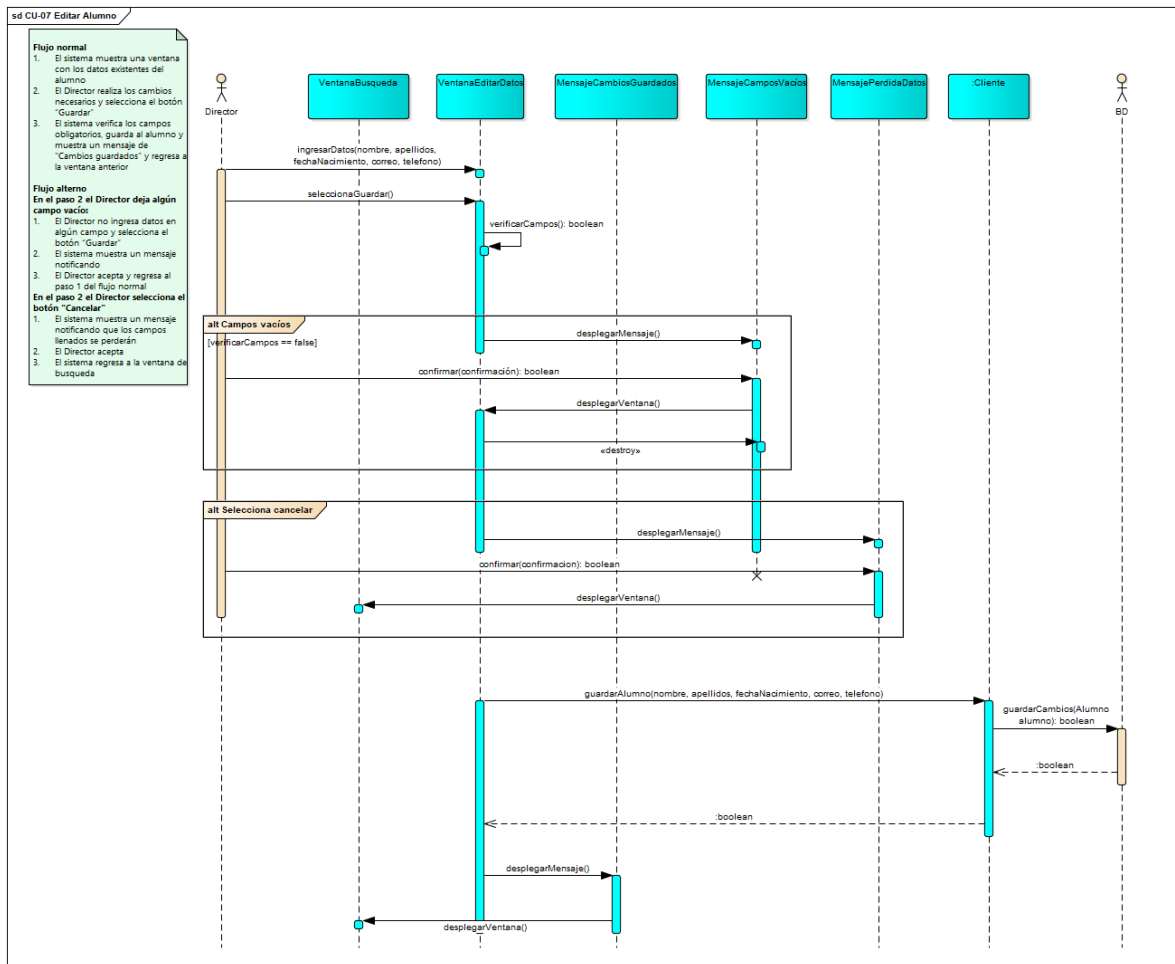 sd CU-07 Editar Alumno
Flujo normal
1. El sistema muestra una ventana
con los datos existentes del
alumno
2. El Director realiza los cambios
necesarios y selecciona el botón
"Guardar"
3. El sistema verifica los campos
obligatorios, guarda al alumno y
muestra un mensaje de
"Cambios guardados" y regresa a
la ventana anterior
Flujo alterno
En el paso 2 el Director deja algún
campo vacío:
1. El Director no ingresa datos en
algún campo y selecciona el
botón "Guardar"
2. El sistema muestra un mensaje
notificando
3. El Director acepta y regresa al
paso 1 del flujo normal
En el paso 2 el Director selecciona el
botón "Cancelar"
1. El sistema muestra un mensaje
notificando que los campos
llenados se perderán
2. El Director acepta
3. El sistema regresa a la ventana de
busqueda
Director
VentanaBusqueda
VentanaEditarDatos
MensajeCambiosGuardados
MensajeCamposVacíos
MensajePerdidaDatos
:Cliente
BD
ingresarDatos(nombre, apellidos,
fechaNacimiento, correo, telefono)
seleccionaGuardar()
verificarCampos(): boolean
alt Campos vacíos
[verificarCampos == false]
desplegarMensaje()
confirmar(confirmación): boolean
desplegarVentana()
«destroy»
alt Selecciona cancelar
desplegarMensaje()
confirmar(confirmacion): boolean
desplegarVentana()
guardarAlumno(nombre, apellidos, fechaNacimiento, correo, telefono)
guardarCambios(Alumno
alumno): boolean
:boolean
:boolean
desplegarMensaje()
desplegarVentana()